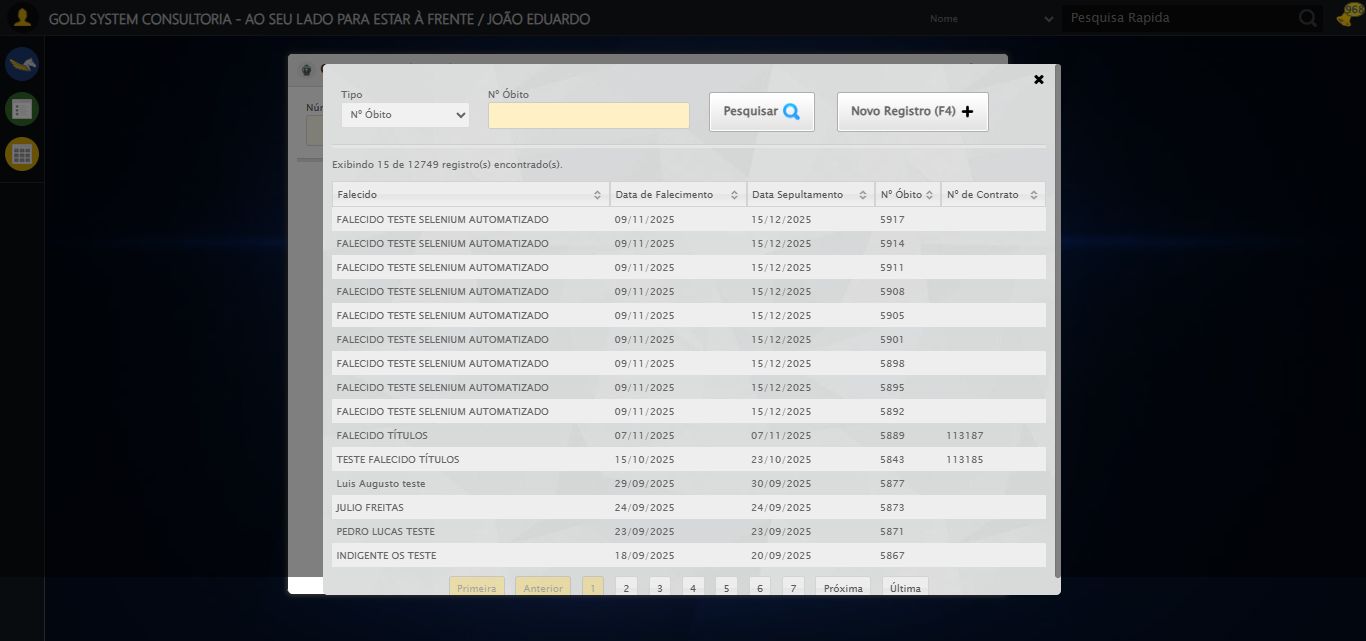 GOLD SYSTEM CONSULTORIA - AO SEU LADO PARA ESTAR À FRENTE / JOÃO EDUARDO
Nome
Pesquisa Rapida
968
Tipo
Nº Óbito
Nº Óbito
Pesquisar
Novo Registro (F4)
Núm
Exibindo 15 de 12749 registro(s) encontrado(s).
Falecido Data de Falecimento Data Sepultamento Nº Óbito Nº de Contrato
FALECIDO TESTE SELENIUM AUTOMATIZADO 09/11/2025 15/12/2025 5917
FALECIDO TESTE SELENIUM AUTOMATIZADO 09/11/2025 15/12/2025 5914
FALECIDO TESTE SELENIUM AUTOMATIZADO 09/11/2025 15/12/2025 5911
FALECIDO TESTE SELENIUM AUTOMATIZADO 09/11/2025 15/12/2025 5908
FALECIDO TESTE SELENIUM AUTOMATIZADO 09/11/2025 15/12/2025 5905
FALECIDO TESTE SELENIUM AUTOMATIZADO 09/11/2025 15/12/2025 5901
FALECIDO TESTE SELENIUM AUTOMATIZADO 09/11/2025 15/12/2025 5898
FALECIDO TESTE SELENIUM AUTOMATIZADO 09/11/2025 15/12/2025 5895
FALECIDO TESTE SELENIUM AUTOMATIZADO 09/11/2025 15/12/2025 5892
FALECIDO TÍTULOS 07/11/2025 07/11/2025 5889 113187
TESTE FALECIDO TÍTULOS 15/10/2025 23/10/2025 5843 113185
Luis Augusto teste 29/09/2025 30/09/2025 5877
JULIO FREITAS 24/09/2025 24/09/2025 5873
PEDRO LUCAS TESTE 23/09/2025 23/09/2025 5871
INDIGENTE OS TESTE 18/09/2025 20/09/2025 5867
Primeira Anterior 1 2 3 4 5 6 7 Próxima Última